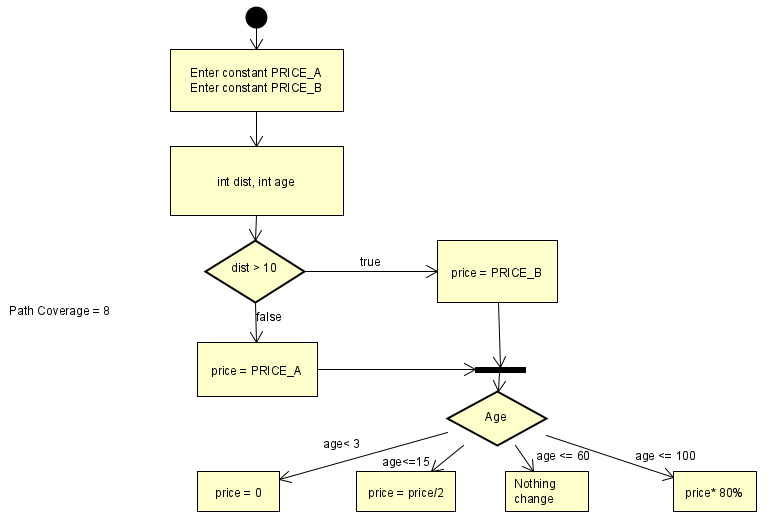 Enter constant PRICE_A
Enter constant PRICE_B
int dist, int age
dist > 10
true
price = PRICE_B
Path Coverage = 8
false
price = PRICE_A
Age
age< 3
age<=15
age <= 60
age <= 100
price = 0
price = price/2
Nothing
change
price* 80%